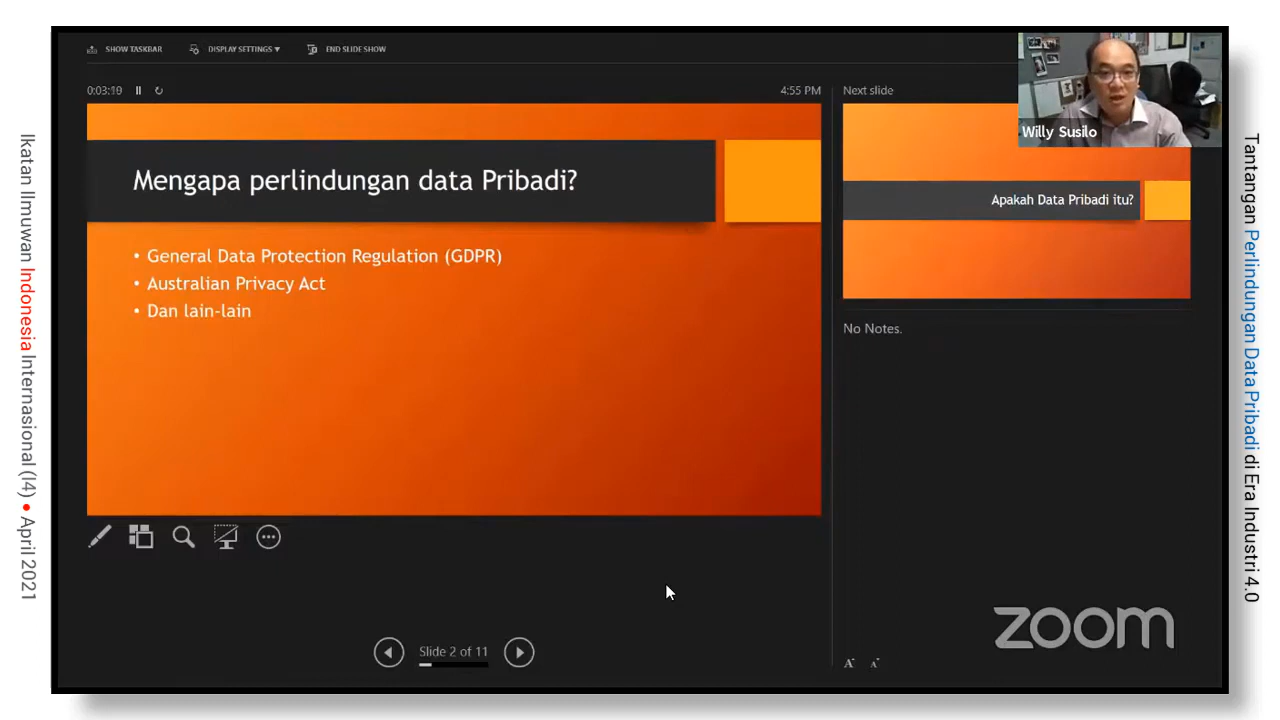 SHOW TASKBAR
DISPLAY SETTINGS ▼
END SLIDE SHOW
0:03:10
4:55 PM
Next slide
Willy Susilo
Mengapa perlindungan data Pribadi?
• General Data Protection Regulation (GDPR)
• Australian Privacy Act
• Dan lain-lain
Apakah Data Pribadi itu?
No Notes.
Slide 2 of 11
zoom
A A
Ikatan Ilmuwan Indonesia Internasional (I4) • April 2021
Tantangan Perlindungan Data Pribadi di Era Industri 4.0